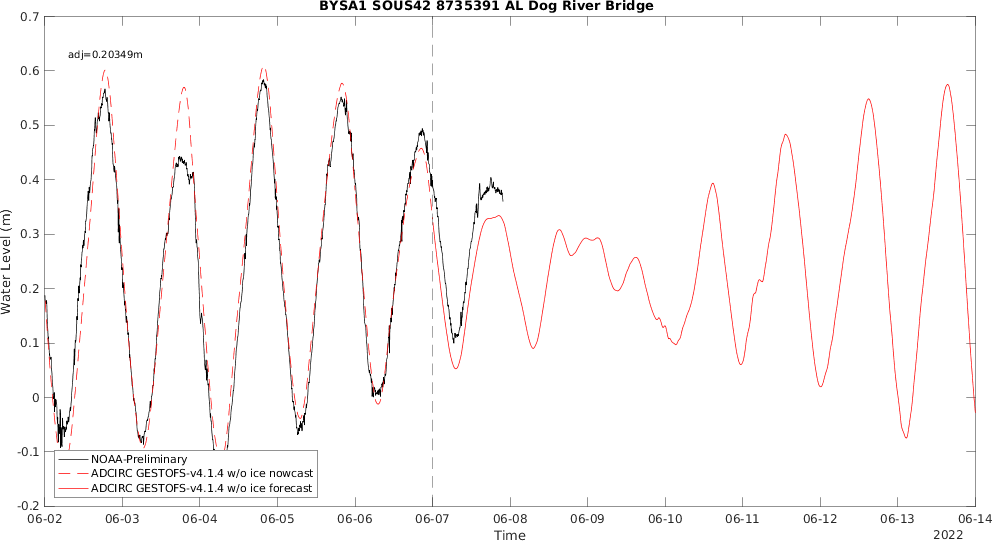 BYSA1 SOUS42 8735391 AL Dog River Bridge
adj=0.20349m
Water Level (m)
0.7
0.6
0.5
0.4
0.3
0.2
0.1
0
-0.1
-0.2
NOAA-Preliminary
ADCIRC GESTOFS-v4.1.4 w/o ice nowcast
ADCIRC GESTOFS-v4.1.4 w/o ice forecast
06-02 06-03 06-04 06-05 06-06 06-07 06-08 06-09 06-10 06-11 06-12 06-13 06-14
Time
2022